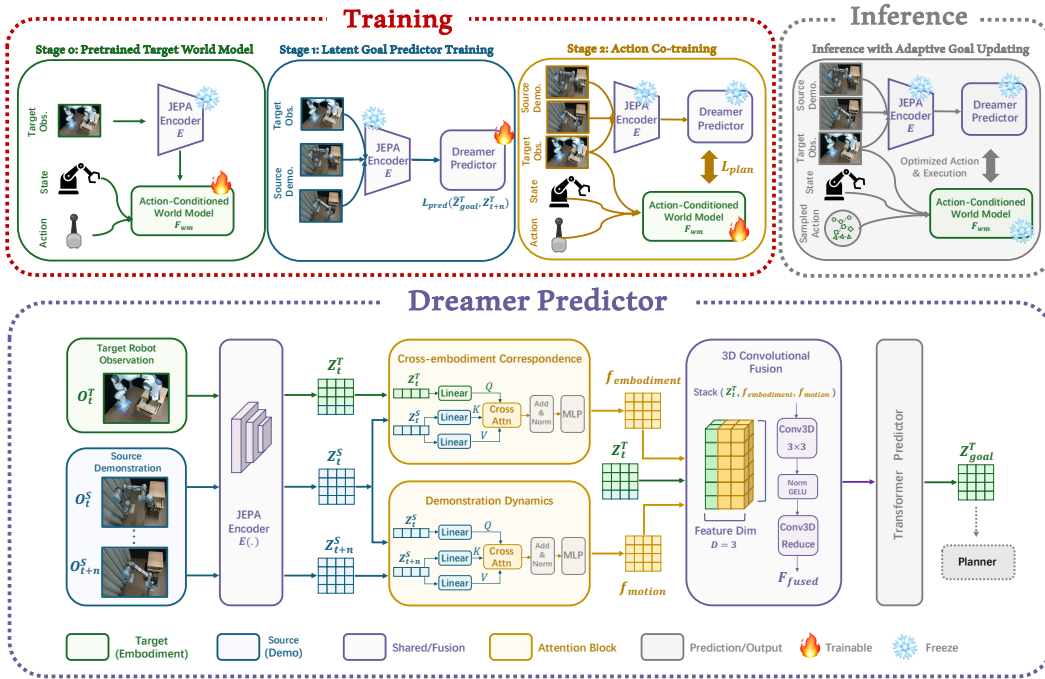 Training
Inference
Stage 0: Pretrained Target World Model
Target Obs.
State
Action
JEPA
Encoder
E
Action-Conditioned
World Model
F_wm
Stage 1: Latent Goal Predictor Training
Target Obs.
Source Demo.
JEPA
Encoder
E
Dreamer
Predictor
L_pred(Ẑ^T_goal, Z^T_{t+n})
Stage 2: Action Co-training
Source Demo.
Target Obs.
State
Action
JEPA
Encoder
E
Dreamer
Predictor
L_plan
Action-Conditioned
World Model
F_wm
Inference with Adaptive Goal Updating
Source Demo.
Target Obs.
State
Sampled Action
JEPA
Encoder
E
Dreamer
Predictor
Optimized Action
& Execution
Action-Conditioned
World Model
F_wm
Dreamer Predictor
Target Robot
Observation
O^T_t
Source
Demonstration
O^S_t
O^S_{t+n}
JEPA
Encoder
E(.)
Z^T_t
Z^S_t
Z^S_{t+n}
Cross-embodiment Correspondence
Z^T_t
Linear
Q
Z^S_t
Linear
K
Linear
V
Cross
Attn
Add
&
Norm
MLP
Demonstration Dynamics
Z^S_t
Linear
Q
Z^S_{t+n}
Linear
K
Linear
V
Cross
Attn
Add
&
Norm
MLP
f_embodiment
Z^T_t
f_motion
3D Convolutional
Fusion
Stack ( Z^T_t, f_embodiment, f_motion )
Conv3D
3×3
Norm
GELU
Conv3D
Reduce
Feature Dim
D = 3
F_fused
Transformer Predictor
Z^T_goal
Planner
Target
(Embodiment)
Source
(Demo)
Shared/Fusion
Attention Block
Prediction/Output
Trainable
Freeze